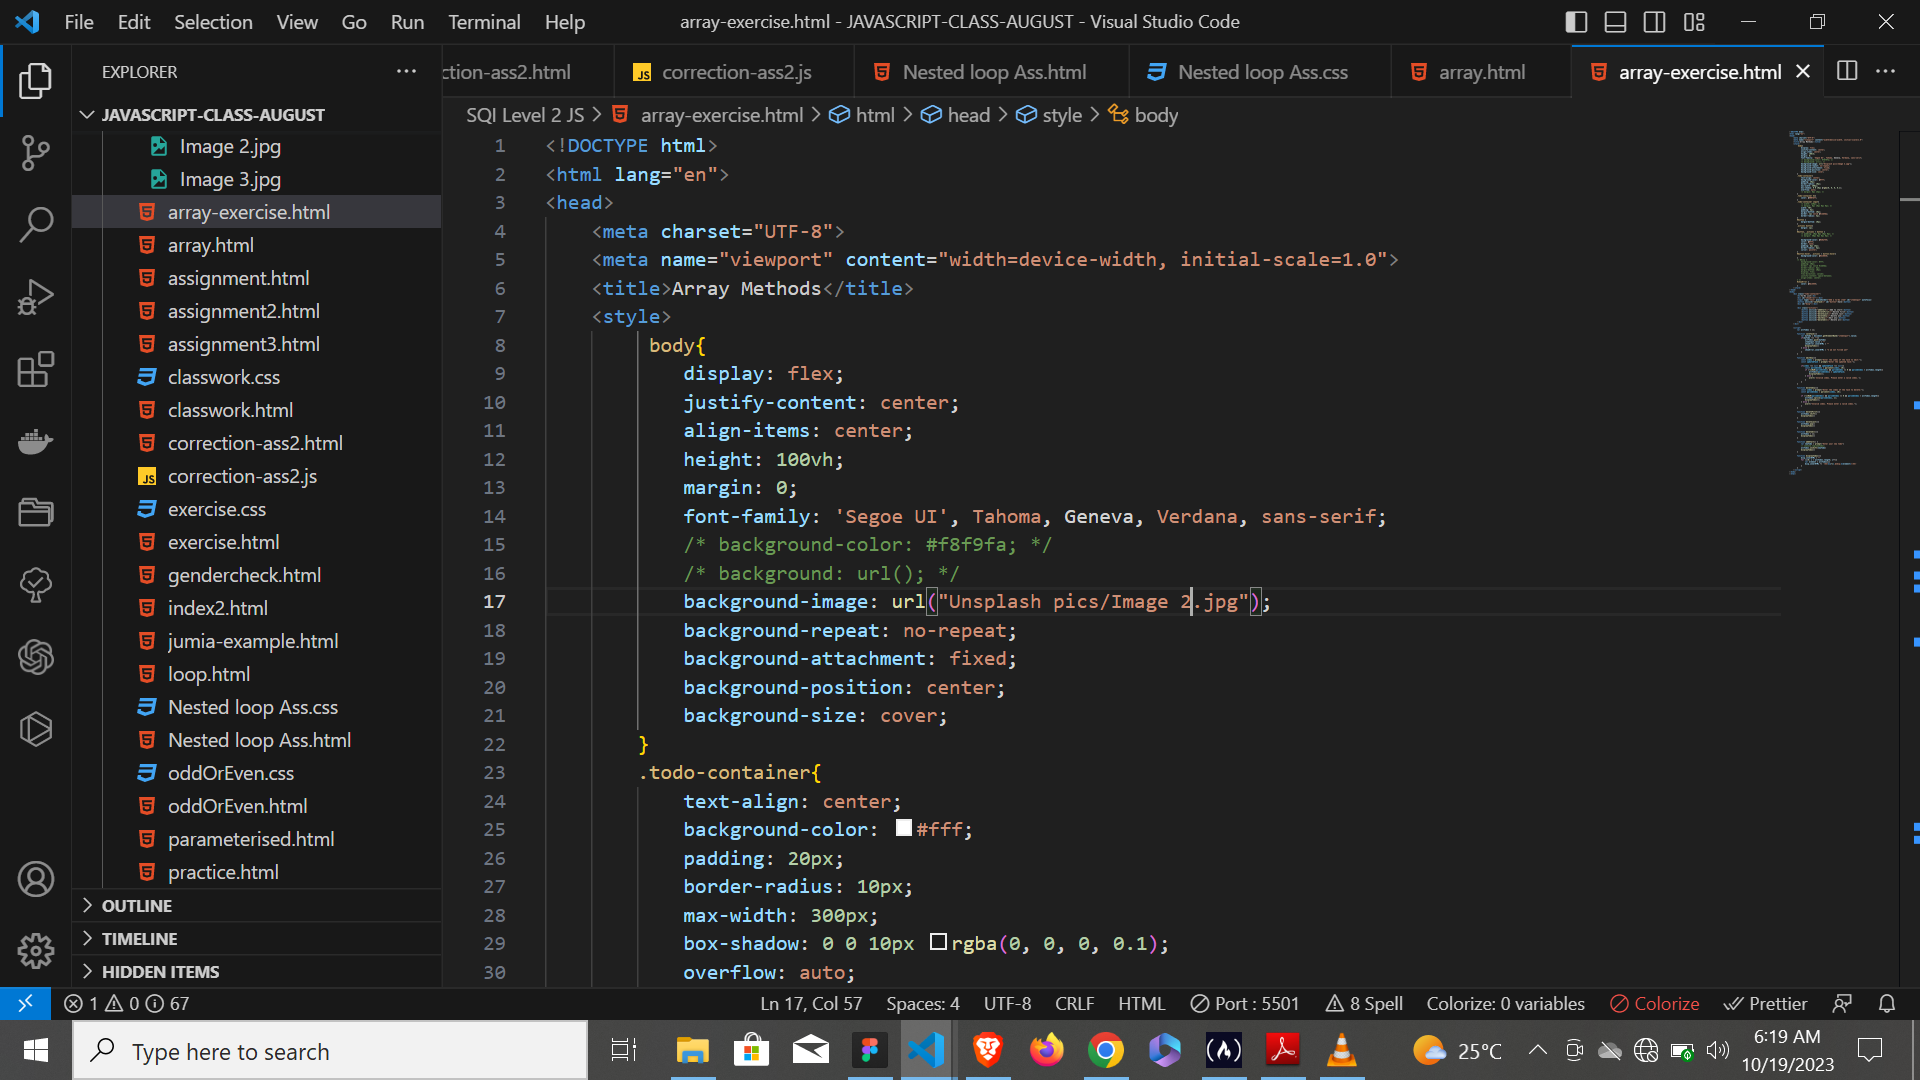 File Edit Selection View Go Run Terminal Help
array-exercise.html - JAVASCRIPT-CLASS-AUGUST - Visual Studio Code
EXPLORER
ction-ass2.html
JS correction-ass2.js
Nested loop Ass.html
Nested loop Ass.css
array.html
array-exercise.html
JAVASCRIPT-CLASS-AUGUST
Image 2.jpg
Image 3.jpg
array-exercise.html
array.html
assignment.html
assignment2.html
assignment3.html
classwork.css
classwork.html
correction-ass2.html
JS correction-ass2.js
exercise.css
exercise.html
gendercheck.html
index2.html
jumia-example.html
loop.html
Nested loop Ass.css
Nested loop Ass.html
oddOrEven.css
oddOrEven.html
parameterised.html
practice.html
OUTLINE
TIMELINE
HIDDEN ITEMS
SQI Level 2 JS > array-exercise.html > html > head > style > body
1 <!DOCTYPE html>
2 <html lang="en">
3 <head>
4 <meta charset="UTF-8">
5 <meta name="viewport" content="width=device-width, initial-scale=1.0">
6 <title>Array Methods</title>
7 <style>
8 body{
9 display: flex;
10 justify-content: center;
11 align-items: center;
12 height: 100vh;
13 margin: 0;
14 font-family: 'Segoe UI', Tahoma, Geneva, Verdana, sans-serif;
15 /* background-color: #f8f9fa; */
16 /* background: url(); */
17 background-image: url("Unsplash pics/Image 2.jpg");
18 background-repeat: no-repeat;
19 background-attachment: fixed;
20 background-position: center;
21 background-size: cover;
22 }
23 .todo-container{
24 text-align: center;
25 background-color: #fff;
26 padding: 20px;
27 border-radius: 10px;
28 max-width: 300px;
29 box-shadow: 0 0 10px rgba(0, 0, 0, 0.1);
30 overflow: auto;
1 0 67
Ln 17, Col 57 Spaces: 4 UTF-8 CRLF HTML Port : 5501 8 Spell Colorize: 0 variables Colorize Prettier
Type here to search
25°C
6:19 AM
10/19/2023